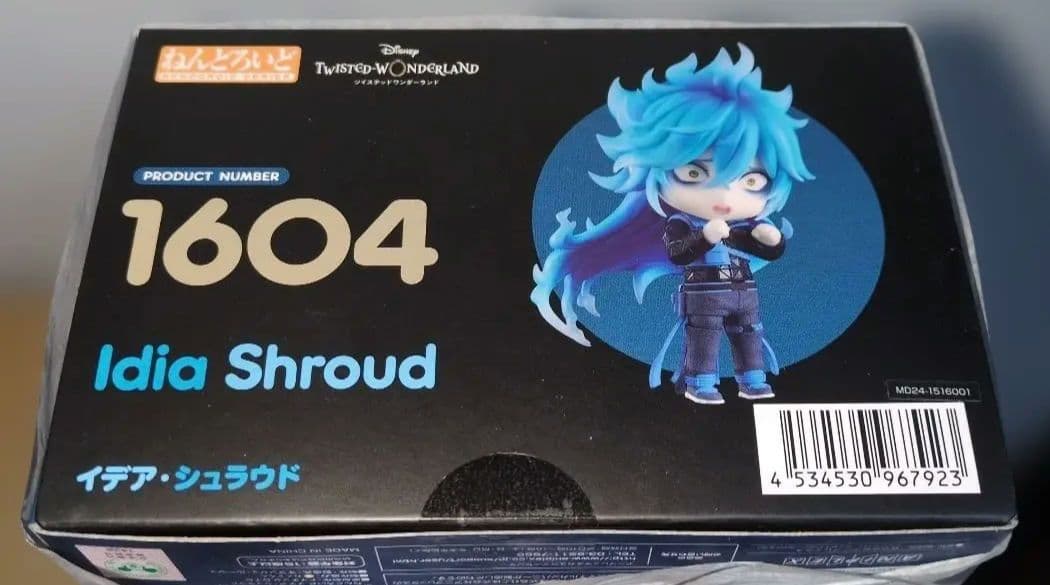 ねんどろいど
NENDOROID SERIES
Disney
TWISTED-WONDERLAND
ツイステッドワンダーランド
PRODUCT NUMBER
1604
Idia Shroud
イデア・シュラウド
MD24-1516001
4 534530 967923
MADE IN CHINA